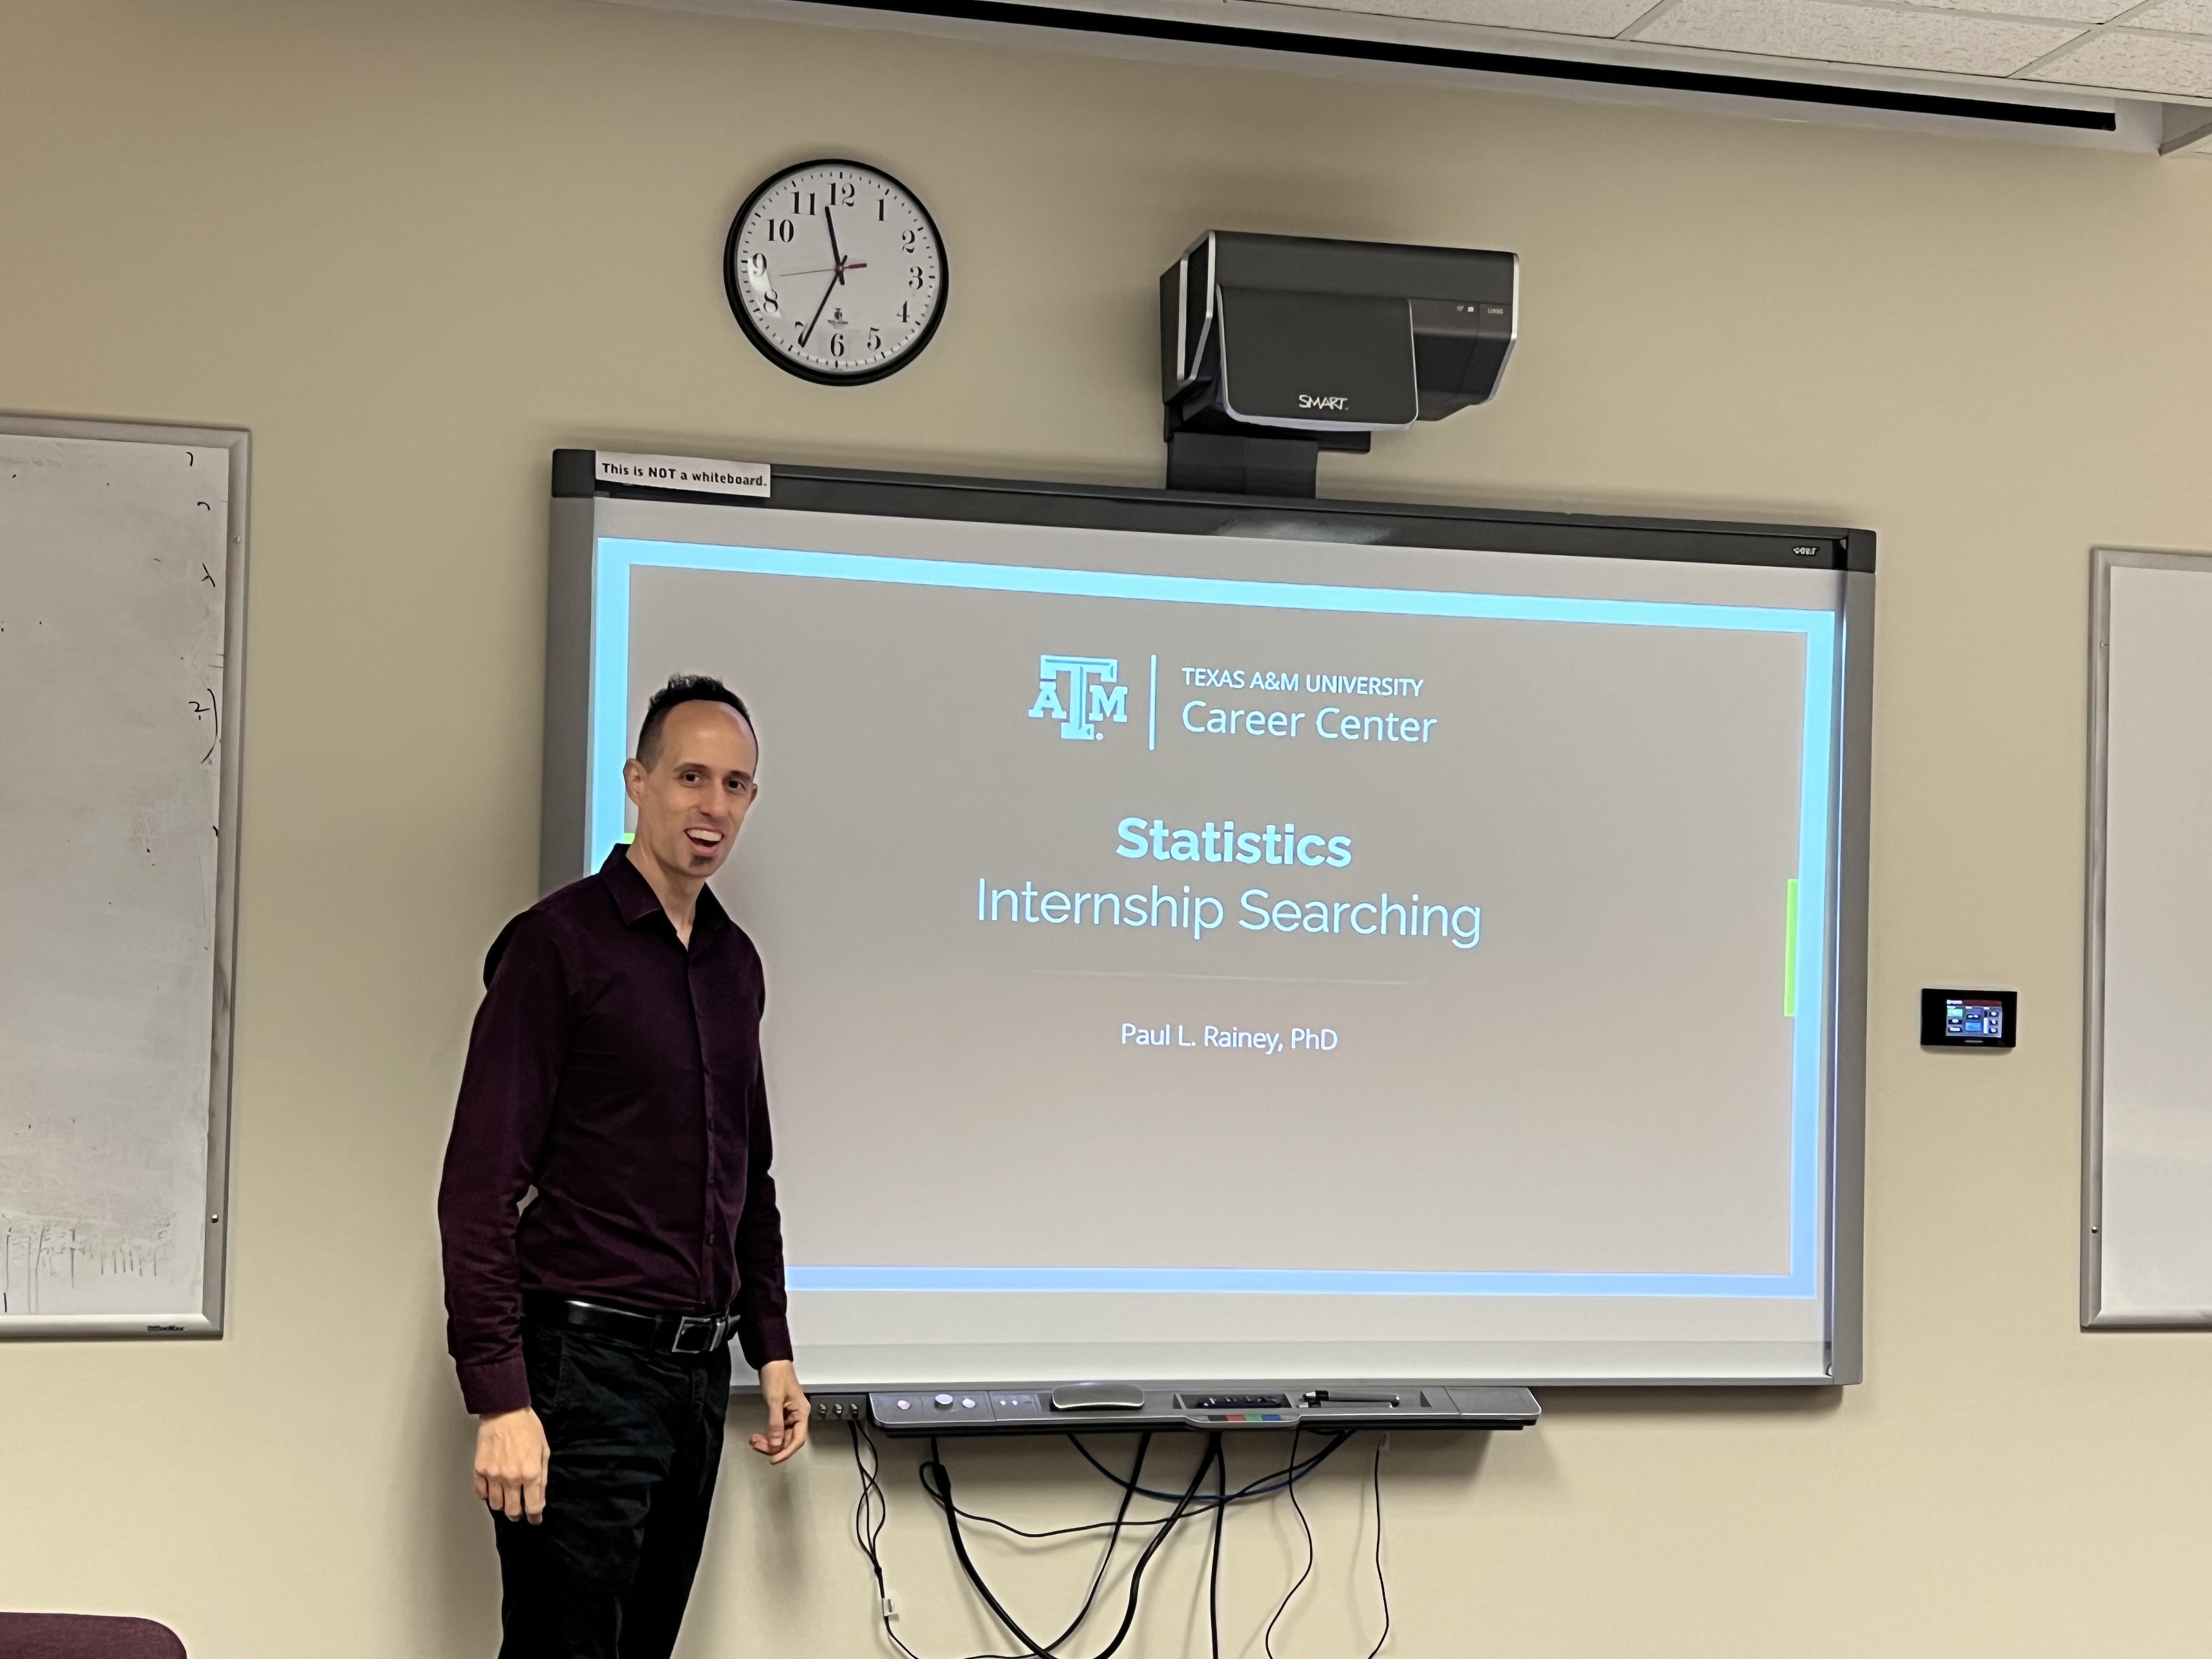 11 12 1
10 2
9 3
8 4
7 6 5
SMART
This is NOT a whiteboard.
ATM
TEXAS A&M UNIVERSITY
Career Center
Statistics
Internship Searching
Paul L. Rainey, PhD